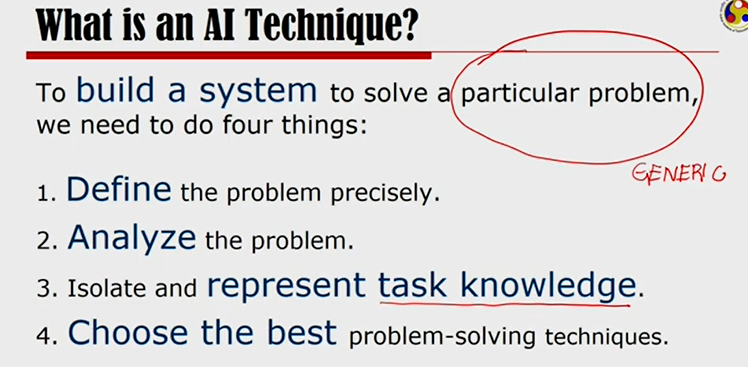 What is an AI Technique?
To build a system to solve a particular problem,
we need to do four things:
GENERIC
1. Define the problem precisely.
2. Analyze the problem.
3. Isolate and represent task knowledge.
4. Choose the best problem-solving techniques.